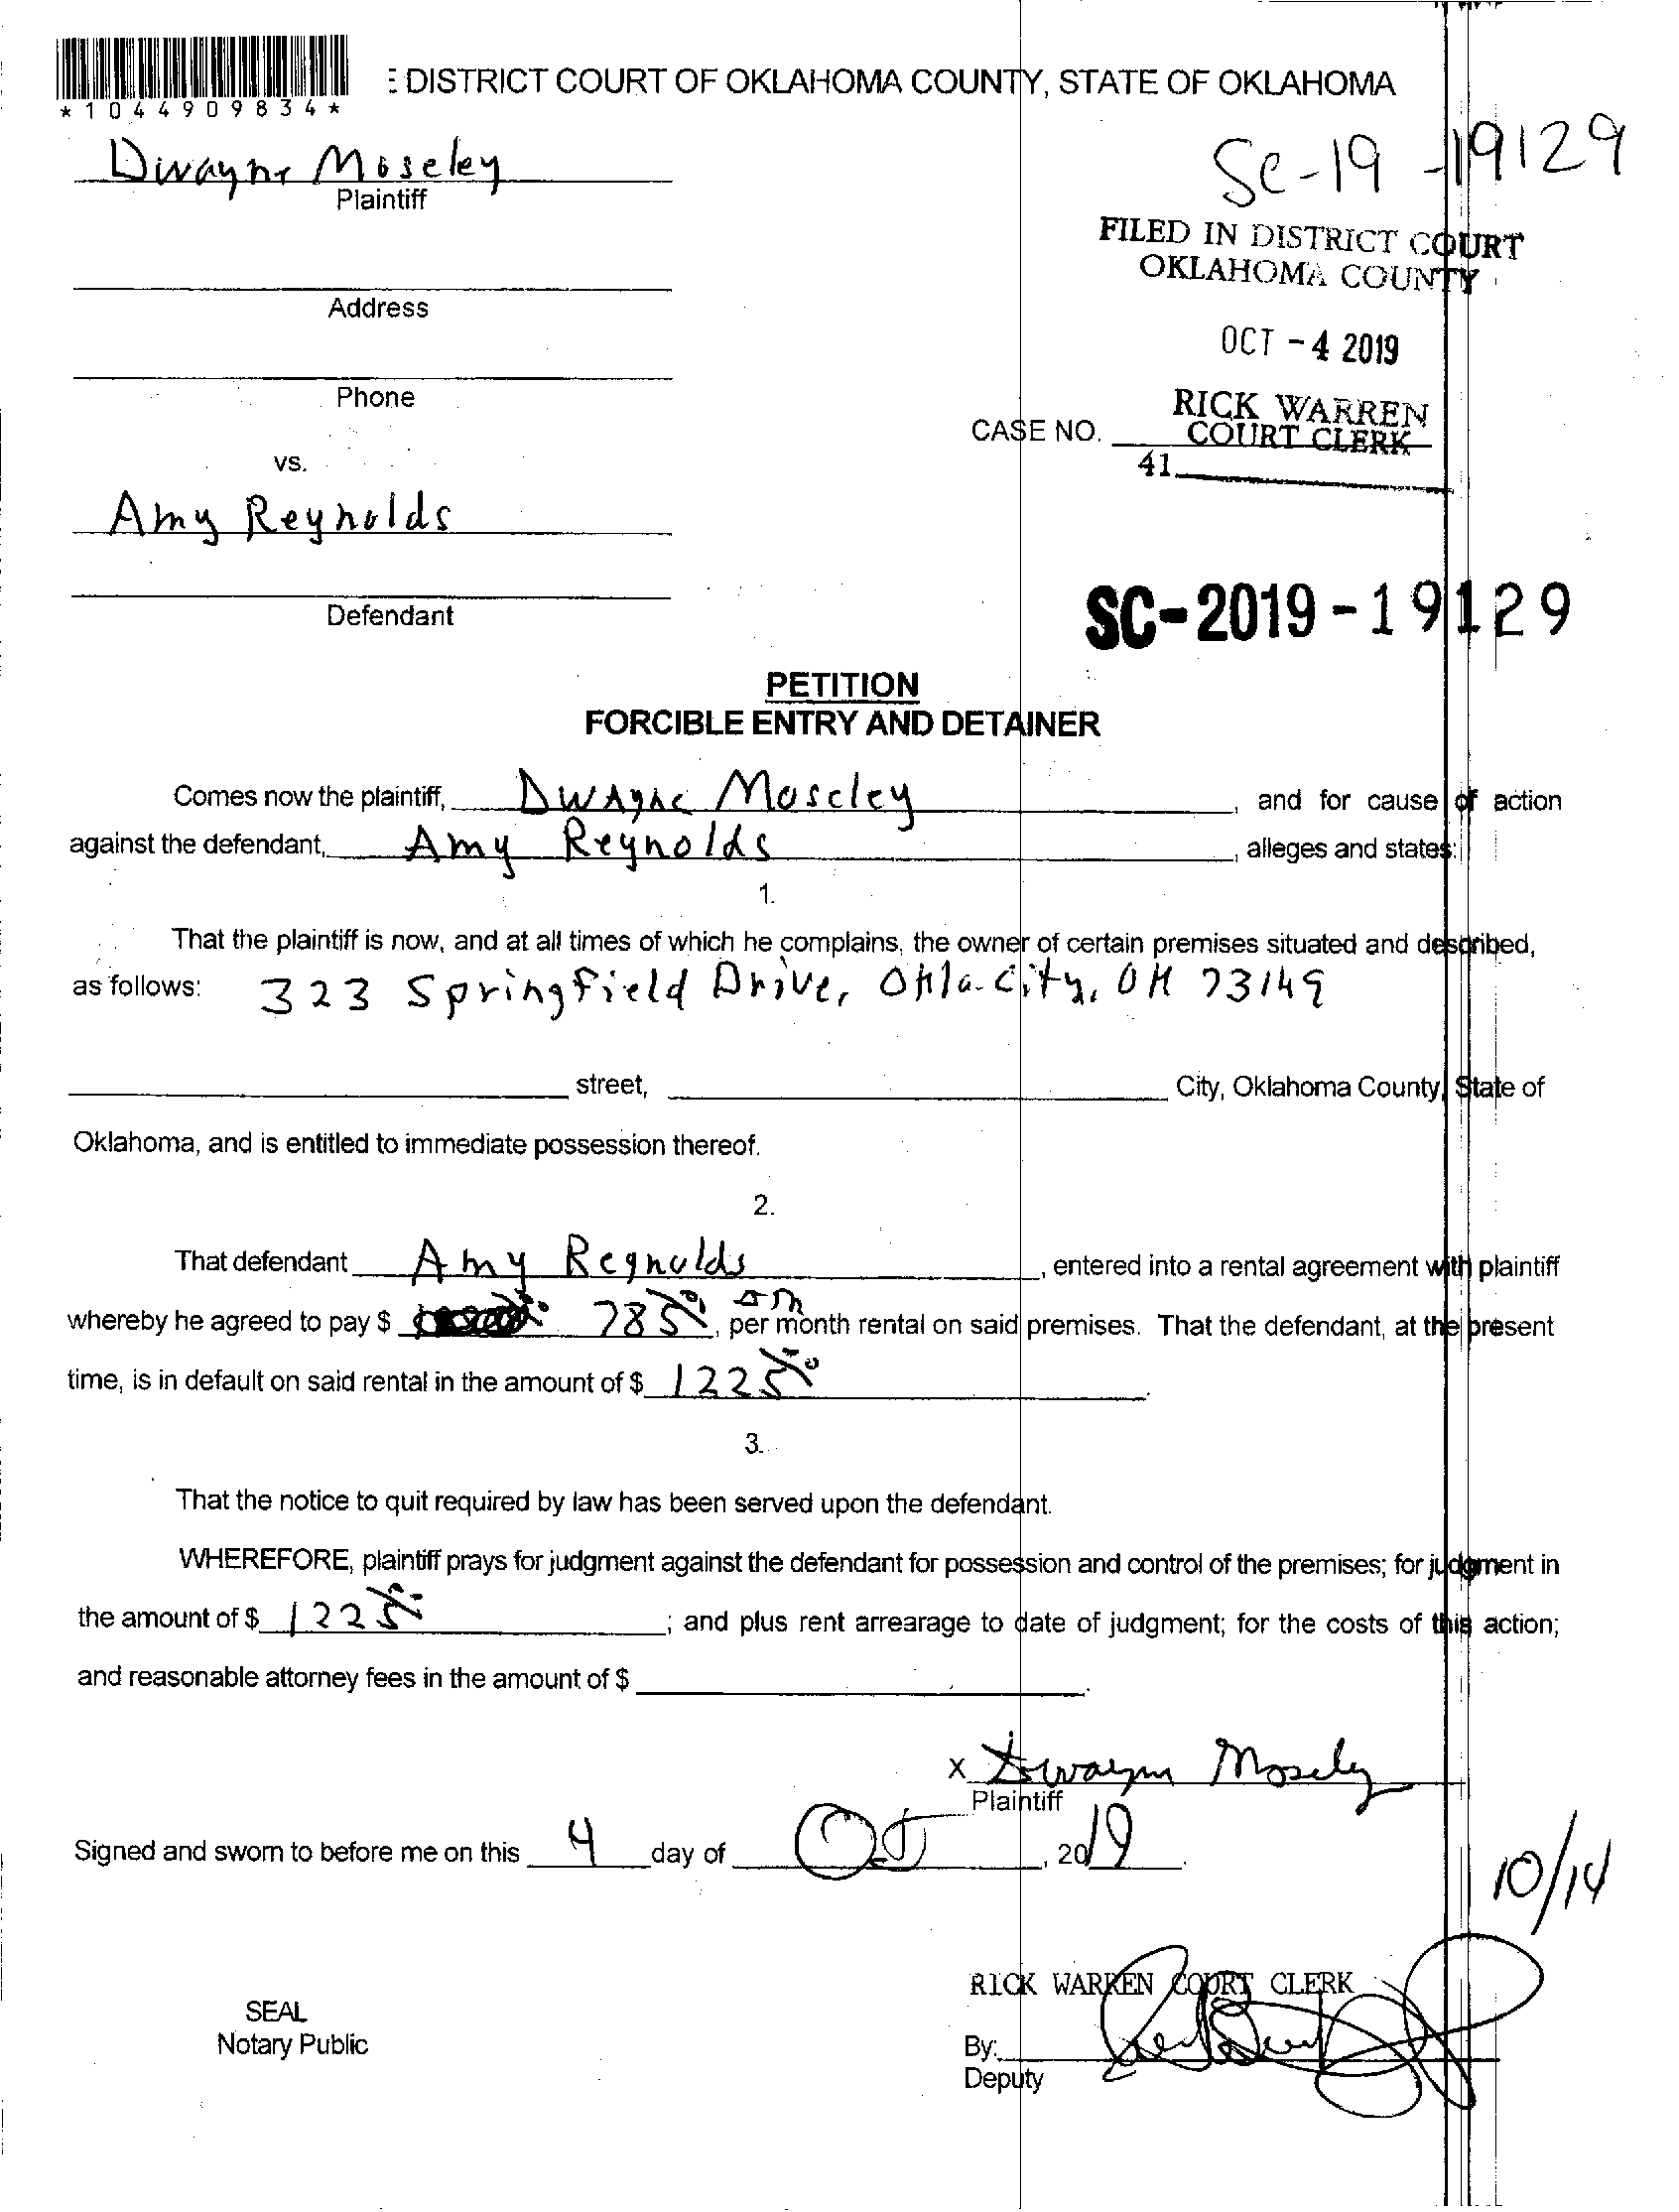 *1044909834*
DISTRICT COURT OF OKLAHOMA COUNTY, STATE OF OKLAHOMA
Dwayne Moseley
Plaintiff
SC-19-19129
FILED IN DISTRICT COURT
OKLAHOMA COUNTY
Address
OCT -4 2019
Phone
RICK WARREN
CASE NO. COURT CLERK
41
vs.
Amy Reynolds
Defendant
SC-2019-19129
PETITION
FORCIBLE ENTRY AND DETAINER
Comes now the plaintiff, Dwayne Moseley, and for cause of action
against the defendant, Amy Reynolds, alleges and states:
1.
That the plaintiff is now, and at all times of which he complains, the owner of certain premises situated and described,
as follows: 323 Springfield Drive, Okla. City, OK 73149
street, City, Oklahoma County, State of
Oklahoma, and is entitled to immediate possession thereof.
2.
That defendant Amy Reynolds, entered into a rental agreement with plaintiff
whereby he agreed to pay $ 785, per month rental on said premises. That the defendant, at the present
time, is in default on said rental in the amount of $ 1225.
3.
That the notice to quit required by law has been served upon the defendant.
WHEREFORE, plaintiff prays for judgment against the defendant for possession and control of the premises; for judgment in
the amount of $ 1225; and plus rent arrearage to date of judgment; for the costs of this action;
and reasonable attorney fees in the amount of $ .
X Dwayne Moseley
Plaintiff
Signed and sworn to before me on this 4 day of Oct, 2019.
10/14
RICK WARREN COURT CLERK
SEAL
Notary Public
By:
Deputy